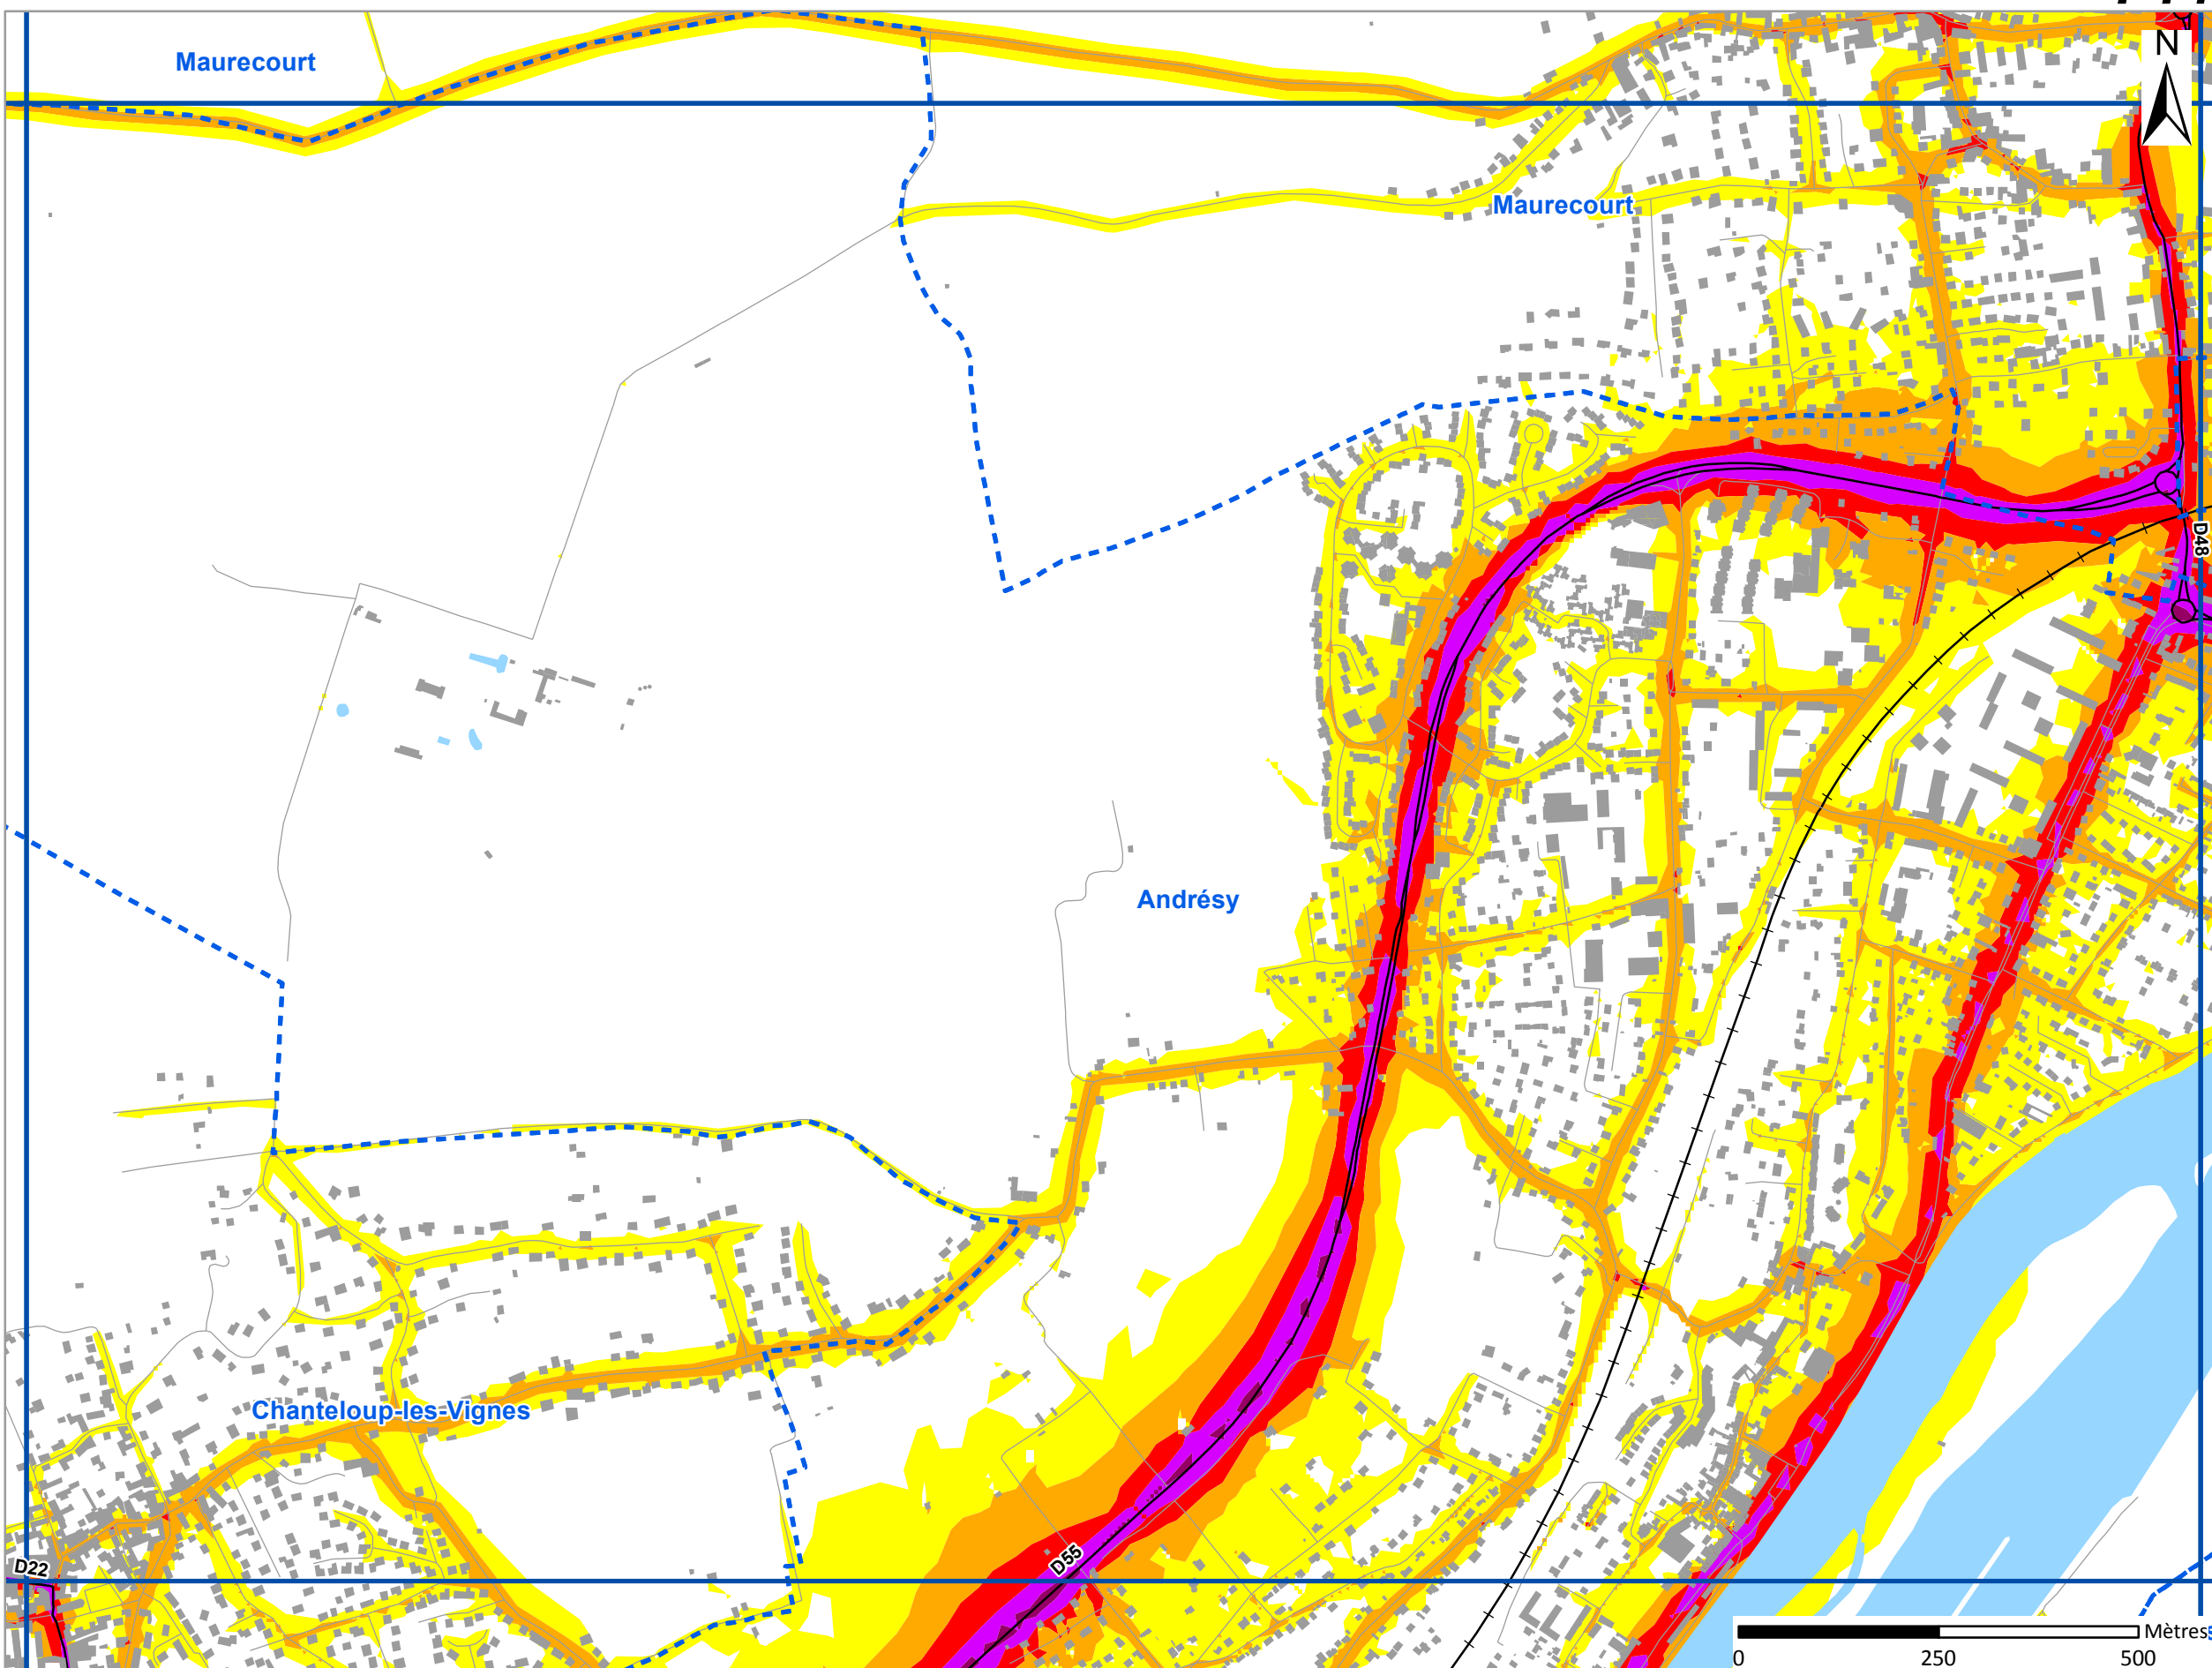 N
Maurecourt
Maurecourt
D48
Andrésy
Chanteloup-les-Vignes
D22
D55
Mètres
0 250 500